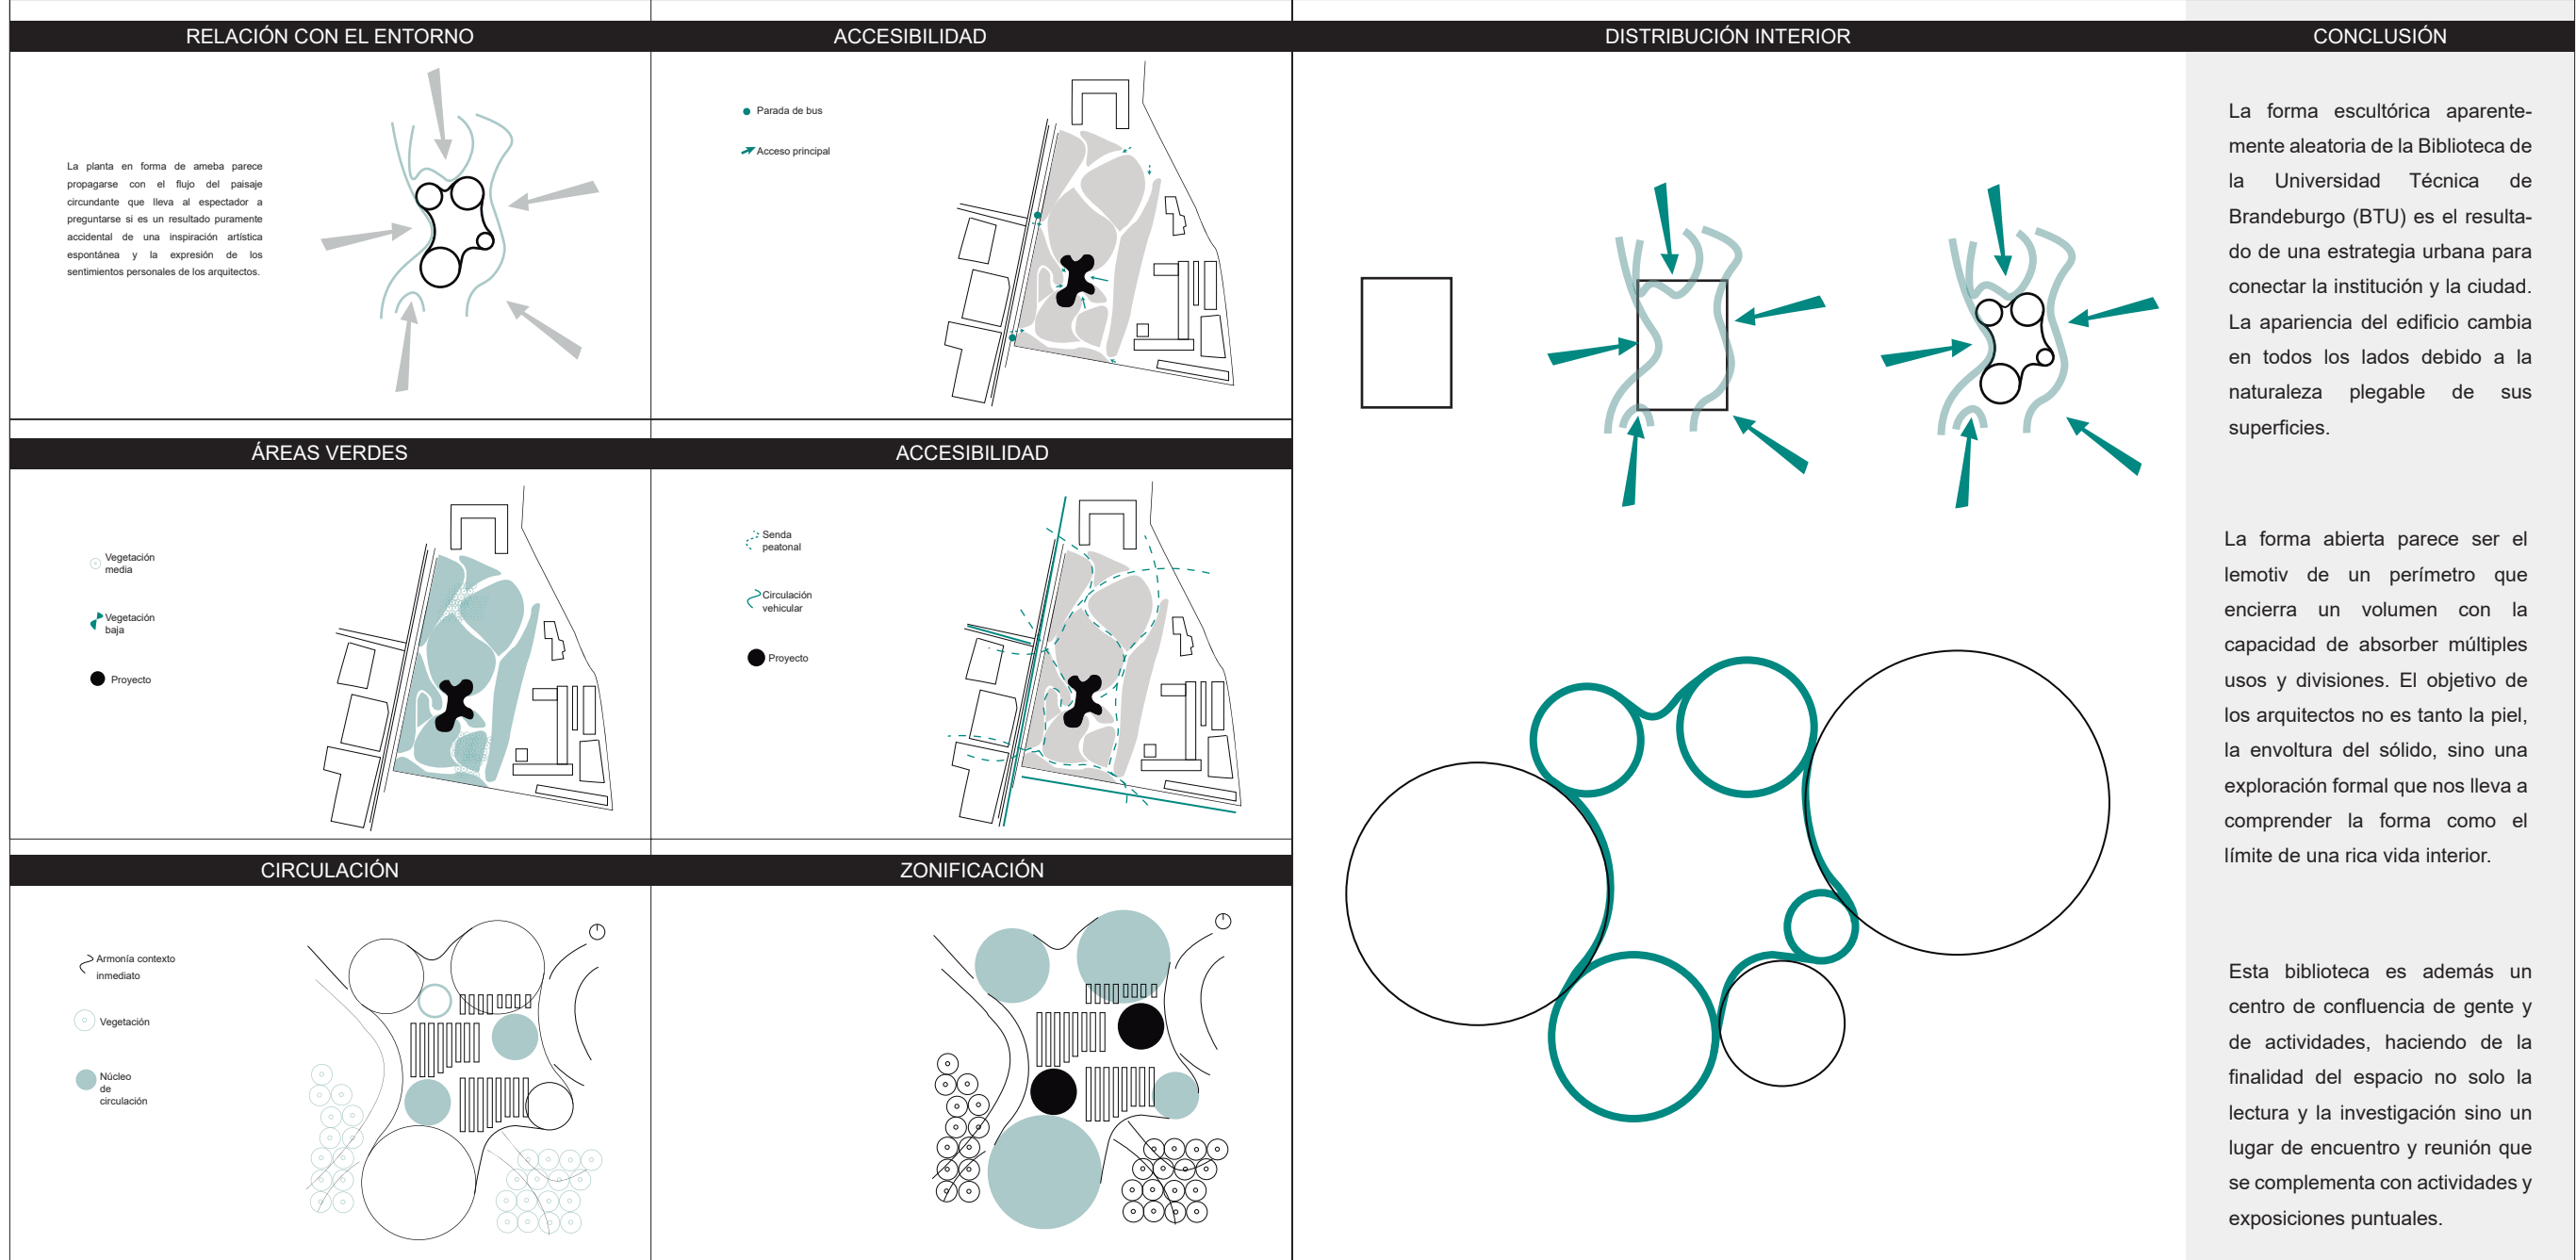 RELACIÓN CON EL ENTORNO
La planta en forma de ameba parece
propagarse con el flujo del paisaje
circundante que lleva al espectador a
preguntarse si es un resultado puramente
accidental de una inspiración artística
espontánea y la expresión de los
sentimientos personales de los arquitectos.
ACCESIBILIDAD
Parada de bus
Acceso principal
ÁREAS VERDES
Vegetación
media
Vegetación
baja
Proyecto
ACCESIBILIDAD
Senda
peatonal
Circulación
vehicular
Proyecto
CIRCULACIÓN
Armonía contexto
inmediato
Vegetación
Núcleo
de
circulación
ZONIFICACIÓN
DISTRIBUCIÓN INTERIOR
CONCLUSIÓN
La forma escultórica aparente-
mente aleatoria de la Biblioteca de
la Universidad Técnica de
Brandeburgo (BTU) es el resulta-
do de una estrategia urbana para
conectar la institución y la ciudad.
La apariencia del edificio cambia
en todos los lados debido a la
naturaleza plegable de sus
superficies.
La forma abierta parece ser el
lemotiv de un perímetro que
encierra un volumen con la
capacidad de absorber múltiples
usos y divisiones. El objetivo de
los arquitectos no es tanto la piel,
la envoltura del sólido, sino una
exploración formal que nos lleva a
comprender la forma como el
límite de una rica vida interior.
Esta biblioteca es además un
centro de confluencia de gente y
de actividades, haciendo de la
finalidad del espacio no solo la
lectura y la investigación sino un
lugar de encuentro y reunión que
se complementa con actividades y
exposiciones puntuales.